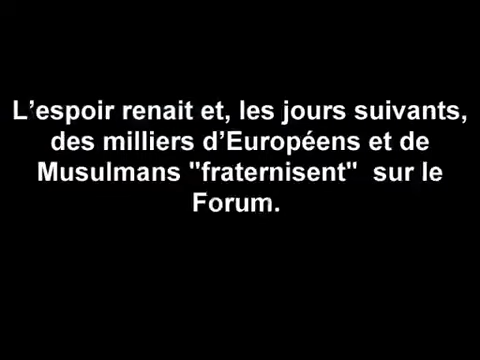 L’espoir renait et, les jours suivants,
des milliers d’Européens et de
Musulmans "fraternisent"  sur le
Forum.